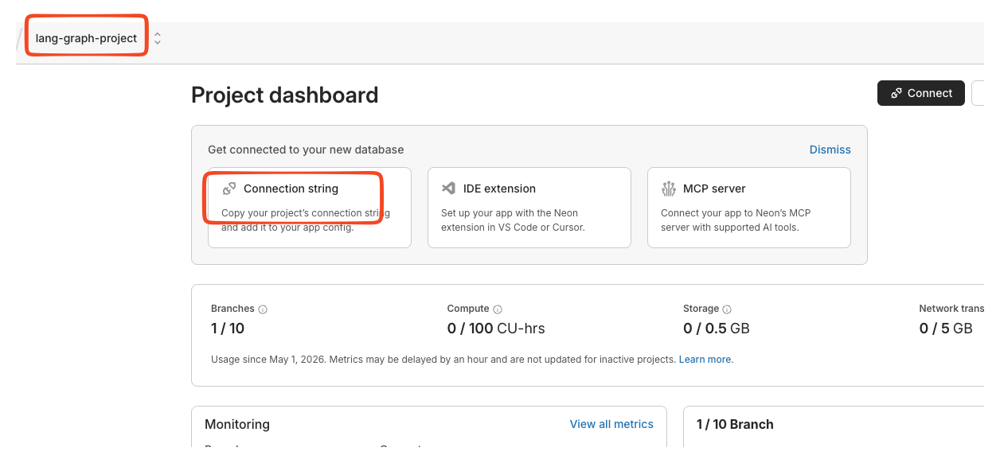 lang-graph-project
Project dashboard
Connect
Get connected to your new database
Dismiss
Connection string
Copy your project's connection string
and add it to your app config.
IDE extension
Set up your app with the Neon
extension in VS Code or Cursor.
MCP server
Connect your app to Neon's MCP
server with supported AI tools.
Branches
1 / 10
Compute
0 / 100 CU-hrs
Storage
0 / 0.5 GB
Network trans
0 / 5 GB
Usage since May 1, 2026. Metrics may be delayed by an hour and are not updated for inactive projects. Learn more.
Monitoring
View all metrics
1 / 10 Branch